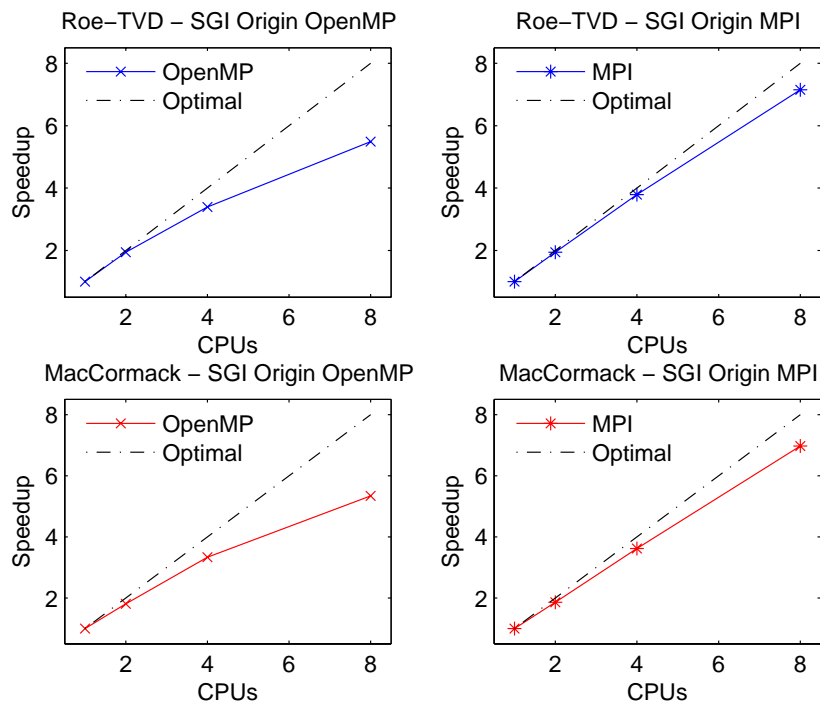 Roe−TVD − SGI Origin OpenMP
8
6
4
2
Speedup
OpenMP
Optimal
2 4 6 8
CPUs
Roe−TVD − SGI Origin MPI
8
6
4
2
Speedup
MPI
Optimal
2 4 6 8
CPUs
MacCormack − SGI Origin OpenMP
8
6
4
2
Speedup
OpenMP
Optimal
2 4 6 8
CPUs
MacCormack − SGI Origin MPI
8
6
4
2
Speedup
MPI
Optimal
2 4 6 8
CPUs